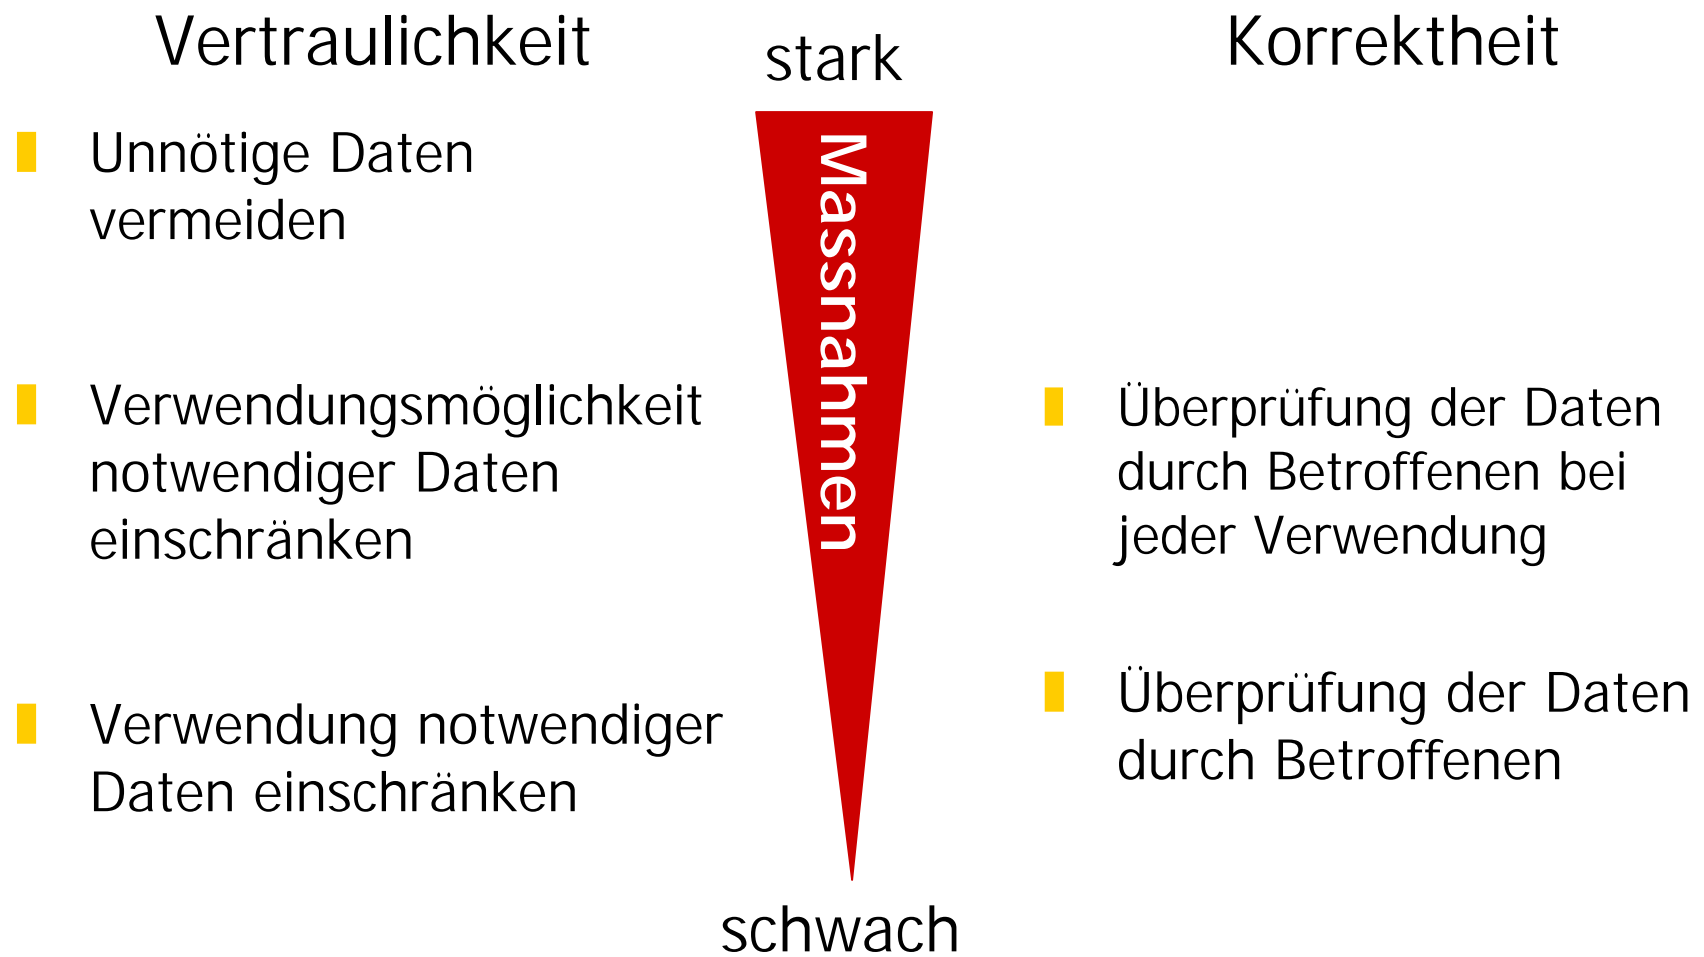 Vertraulichkeit
Unnötige Daten
vermeiden
Verwendungsmöglichkeit
notwendiger Daten
einschränken
Verwendung notwendiger
Daten einschränken
stark
Massnahmen
schwach
Korrektheit
Überprüfung der Daten
durch Betroffenen bei
jeder Verwendung
Überprüfung der Daten
durch Betroffenen